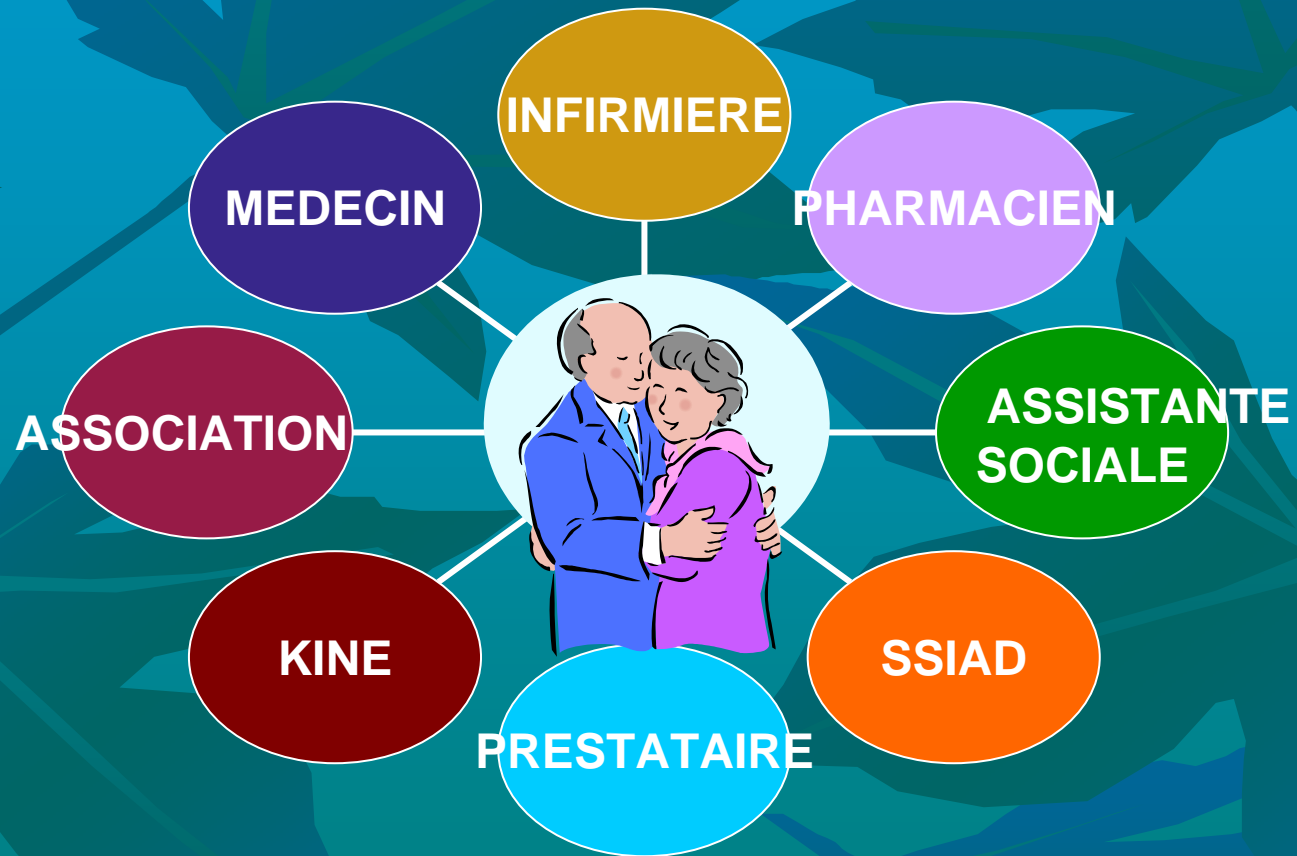 INFIRMIERE
MEDECIN
PHARMACIEN
ASSOCIATION
ASSISTANTE
SOCIALE
KINE
SSIAD
PRESTATAIRE